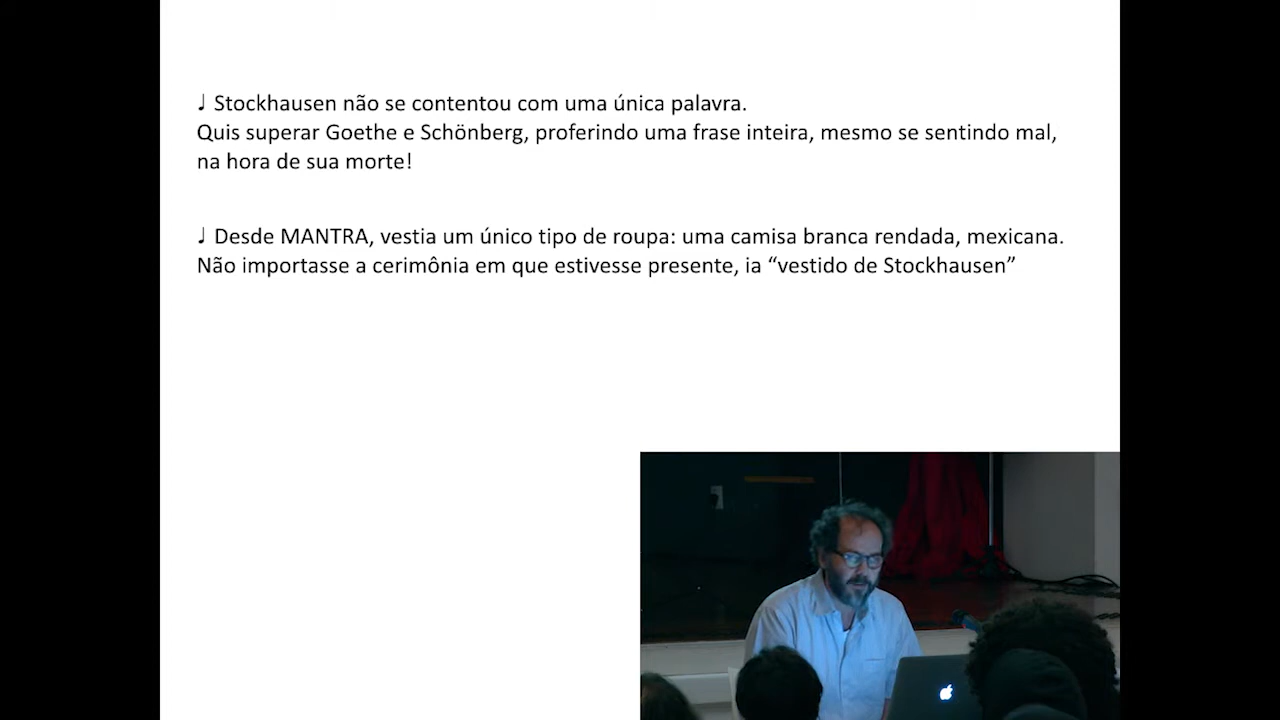 ♩ Stockhausen não se contentou com uma única palavra.
Quis superar Goethe e Schönberg, proferindo uma frase inteira, mesmo se sentindo mal,
na hora de sua morte!
♩ Desde MANTRA, vestia um único tipo de roupa: uma camisa branca rendada, mexicana.
Não importasse a cerimônia em que estivesse presente, ia “vestido de Stockhausen”